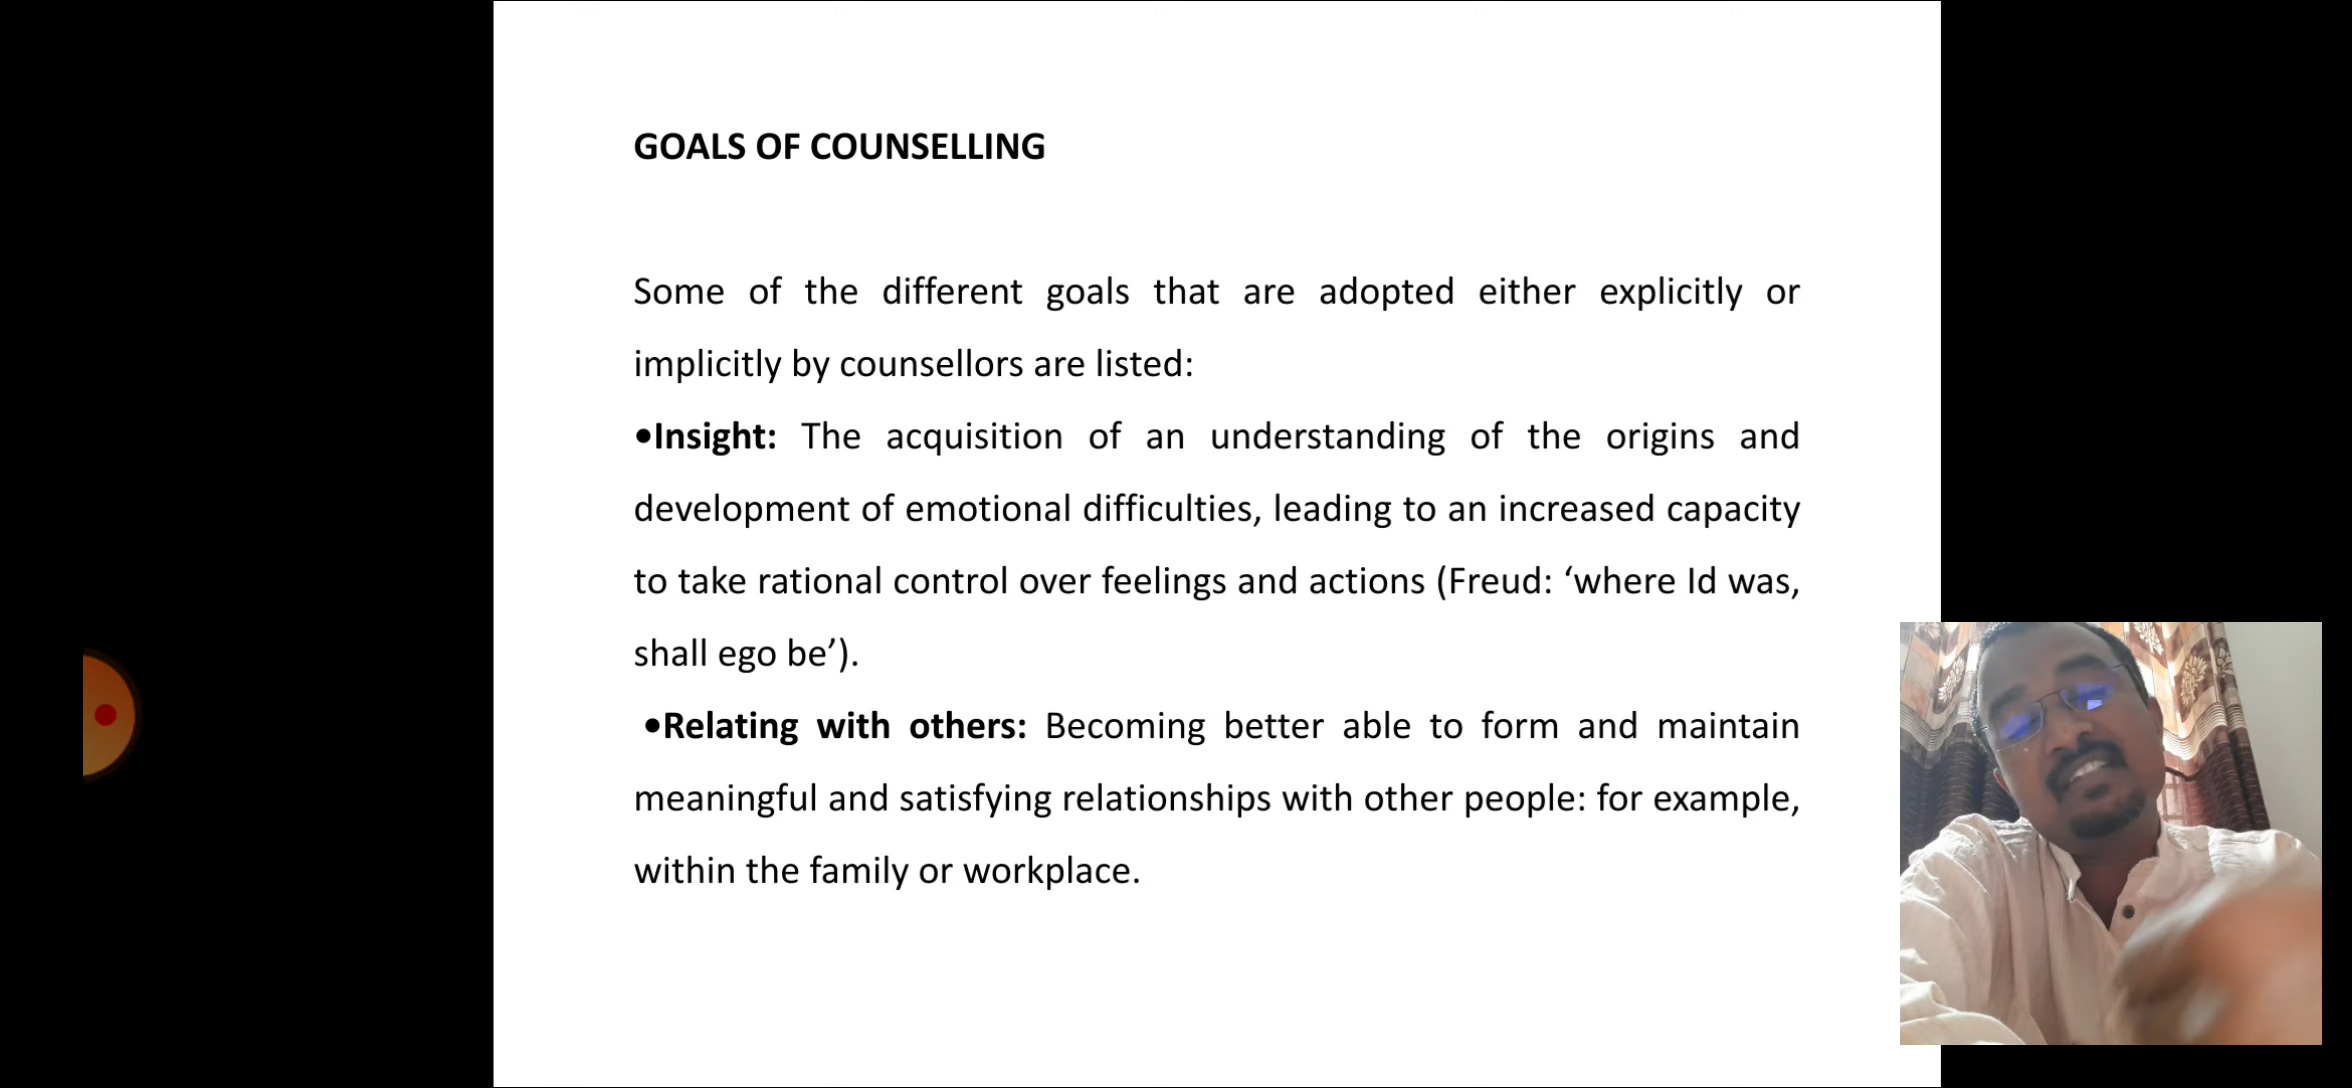 GOALS OF COUNSELLING
Some of the different goals that are adopted either explicitly or
implicitly by counsellors are listed:
•Insight: The acquisition of an understanding of the origins and
development of emotional difficulties, leading to an increased capacity
to take rational control over feelings and actions (Freud: ‘where Id was,
shall ego be’).
•Relating with others: Becoming better able to form and maintain
meaningful and satisfying relationships with other people: for example,
within the family or workplace.